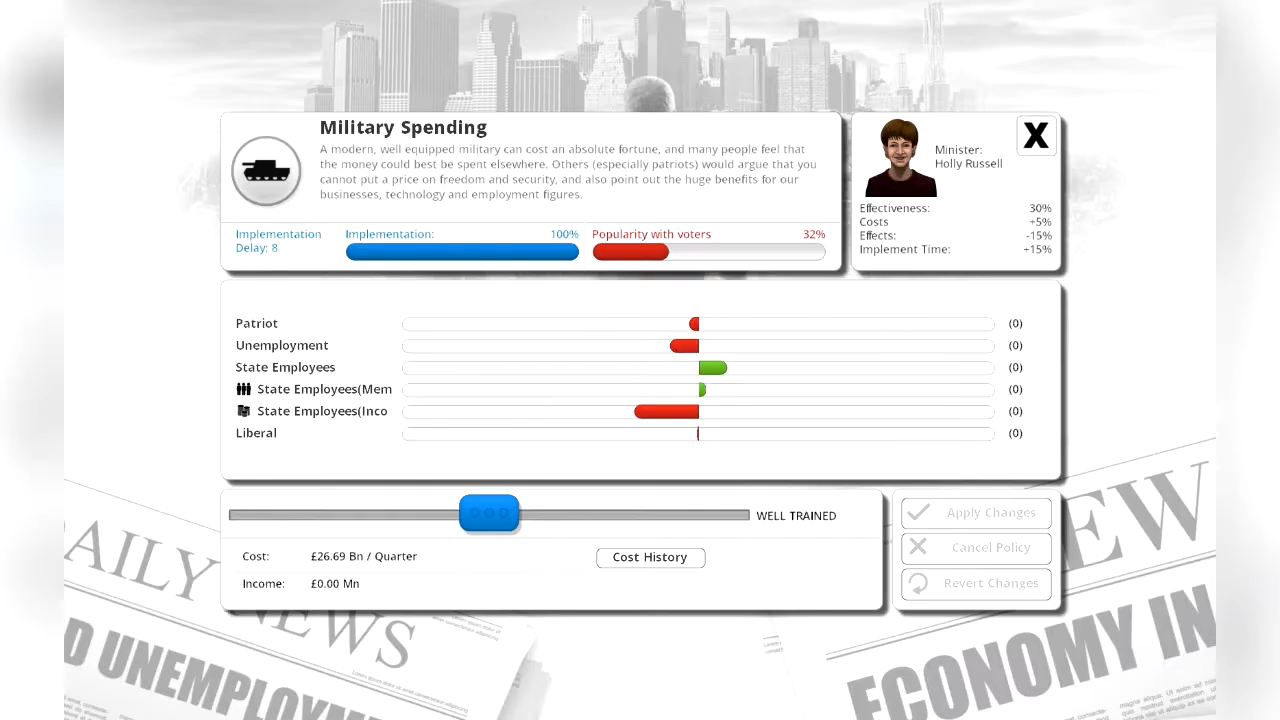 Military Spending
A modern, well equipped military can cost an absolute fortune, and many people feel that
the money could best be spent elsewhere. Others (especially patriots) would argue that you
cannot put a price on freedom and security, and also point out the huge benefits for our
businesses, technology and employment figures.
Implementation
Delay: 8
Implementation: 100%
Popularity with voters 32%
X
Minister:
Holly Russell
Effectiveness: 30%
Costs +5%
Effects: -15%
Implement Time: +15%
Patriot (0)
Unemployment (0)
State Employees (0)
State Employees(Mem (0)
State Employees(Inco (0)
Liberal (0)
WELL TRAINED
Cost: £26.69 Bn / Quarter
Cost History
Income: £0.00 Mn
Apply Changes
Cancel Policy
Revert Changes
AILY NEWS
D UNEMPLOYM
EW
ECONOMY IN